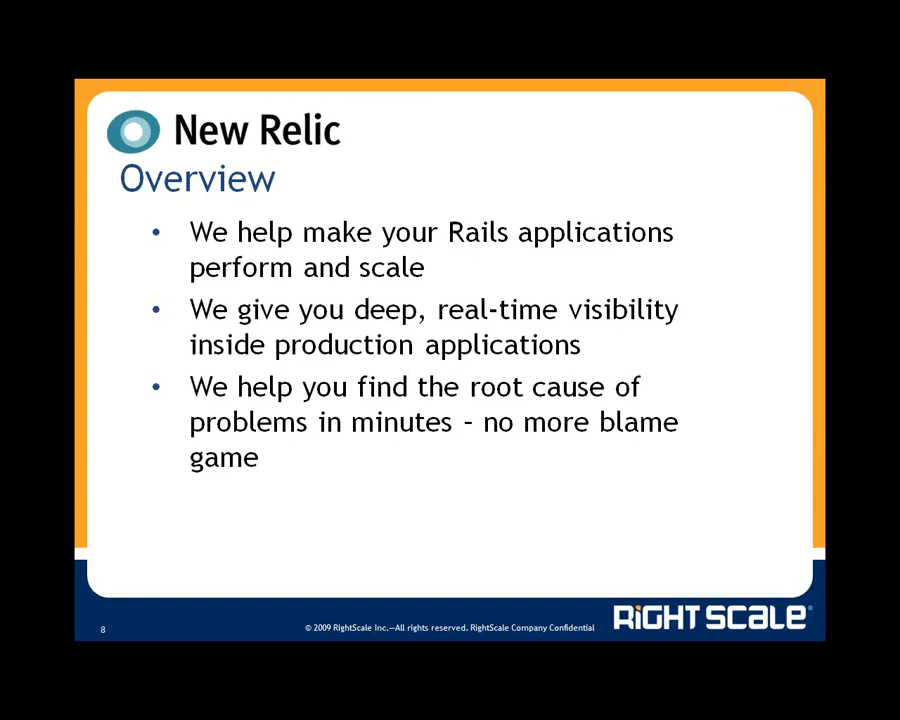 New Relic
Overview
• We help make your Rails applications
perform and scale
• We give you deep, real-time visibility
inside production applications
• We help you find the root cause of
problems in minutes – no more blame
game
8
© 2009 RightScale Inc.—All rights reserved. RightScale Company Confidential
RIGHT SCALE®